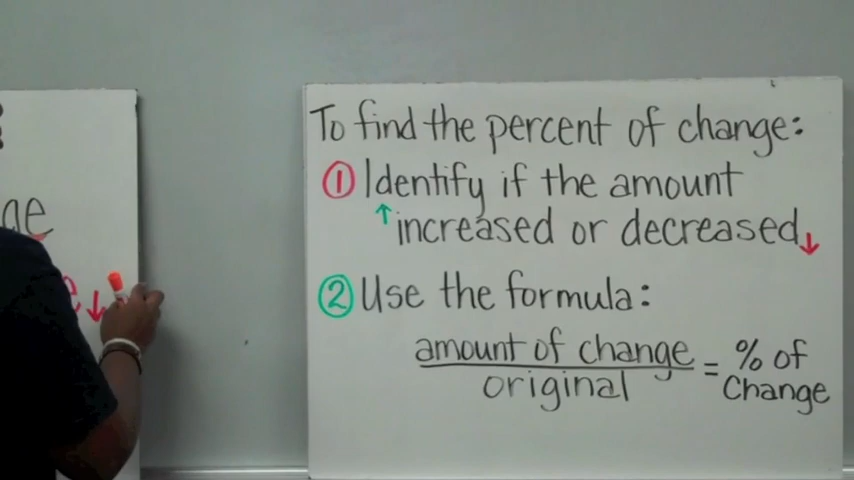 To find the percent of change:
① Identify if the amount
↑increased or decreased↓
② Use the formula:
amount of change
original
= % of
Change